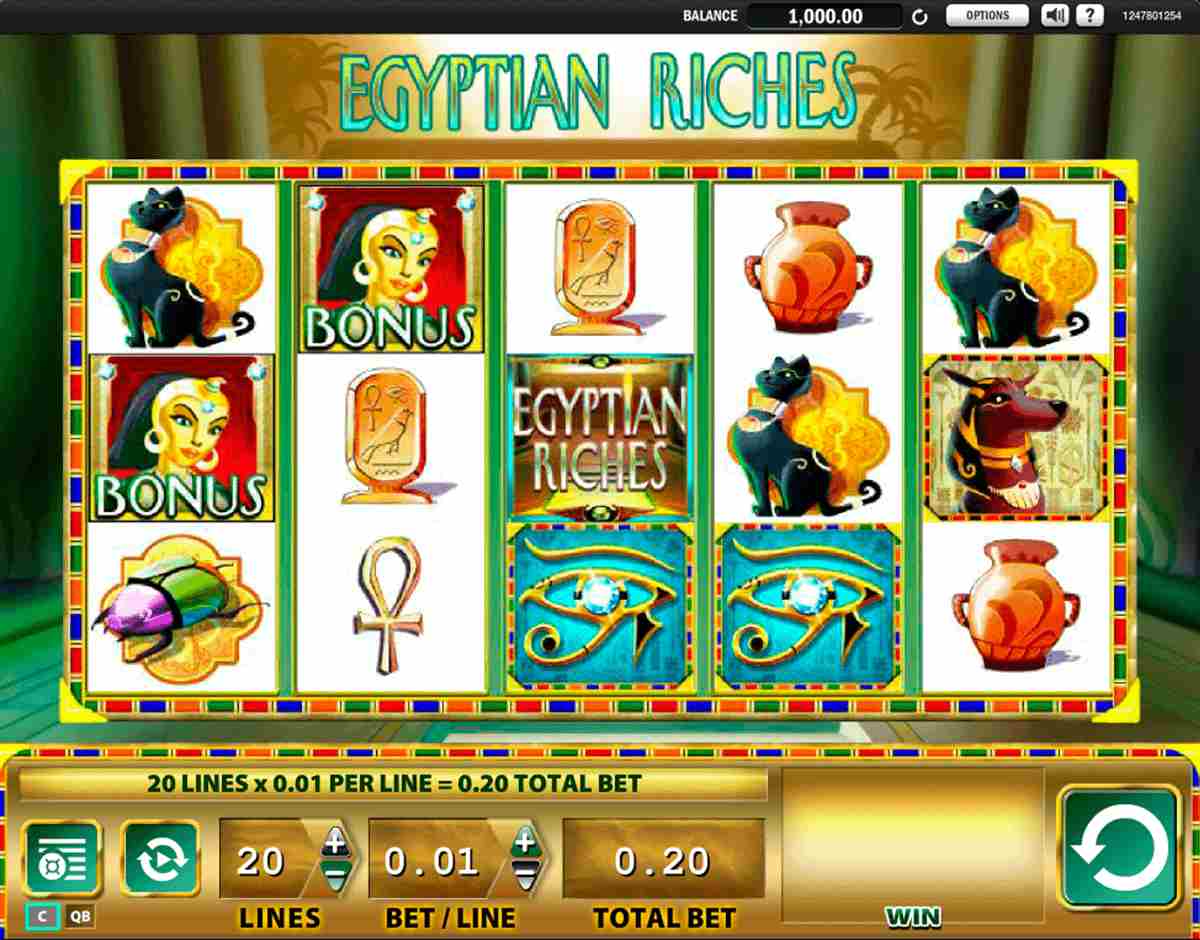 BALANCE 1,000.00 OPTIONS ? 1247801254
EGYPTIAN RICHES
BONUS
BONUS
EGYPTIAN
RICHES
20 LINES x 0.01 PER LINE = 0.20 TOTAL BET
20 0.01 0.20
C QB LINES BET / LINE TOTAL BET WIN